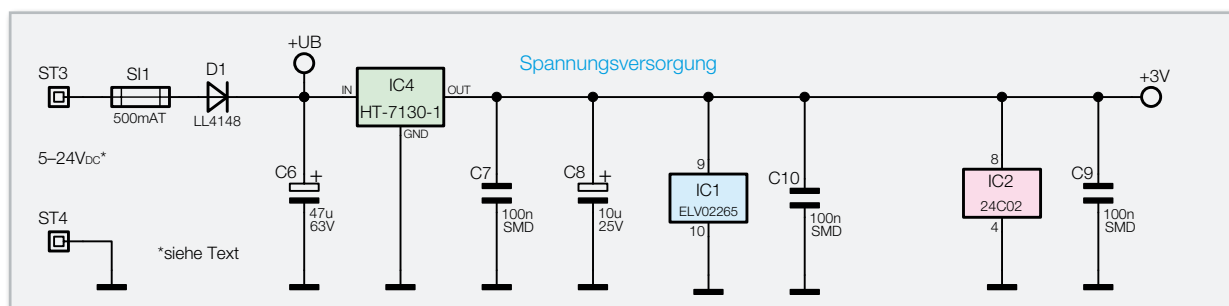 Spannungsversorgung
+UB
+3V
ST3
SI1
500mAT
D1
LL4148
IN
IC4
HT-7130-1
OUT
GND
5–24VDC*
C6
+
47u
63V
C7
100n
SMD
C8
+
10u
25V
9
IC1
ELV02265
10
C10
100n
SMD
8
IC2
24C02
4
C9
100n
SMD
ST4
*siehe Text